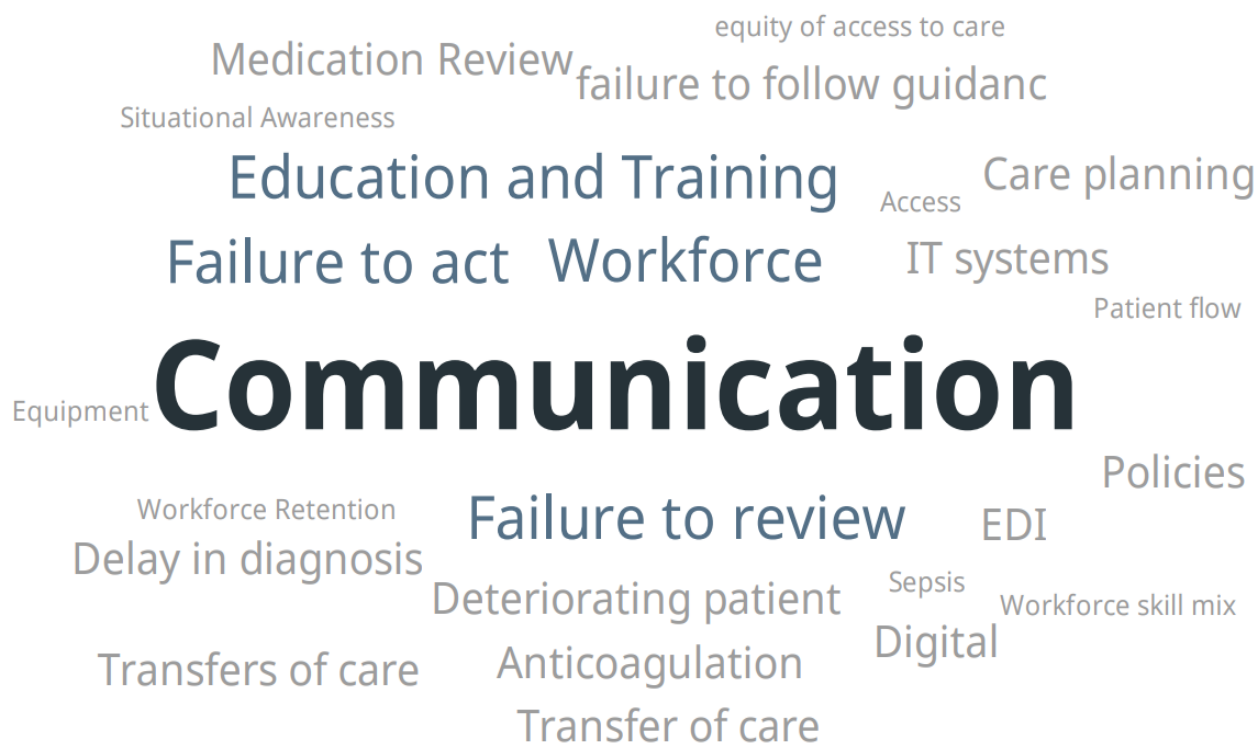 equity of access to care
Medication Review
failure to follow guidanc
Situational Awareness
Education and Training
Care planning
Access
Failure to act
Workforce
IT systems
Patient flow
Communication
Equipment
Policies
Workforce Retention
Failure to review
EDI
Delay in diagnosis
Deteriorating patient
Sepsis
Workforce skill mix
Digital
Transfers of care
Anticoagulation
Transfer of care